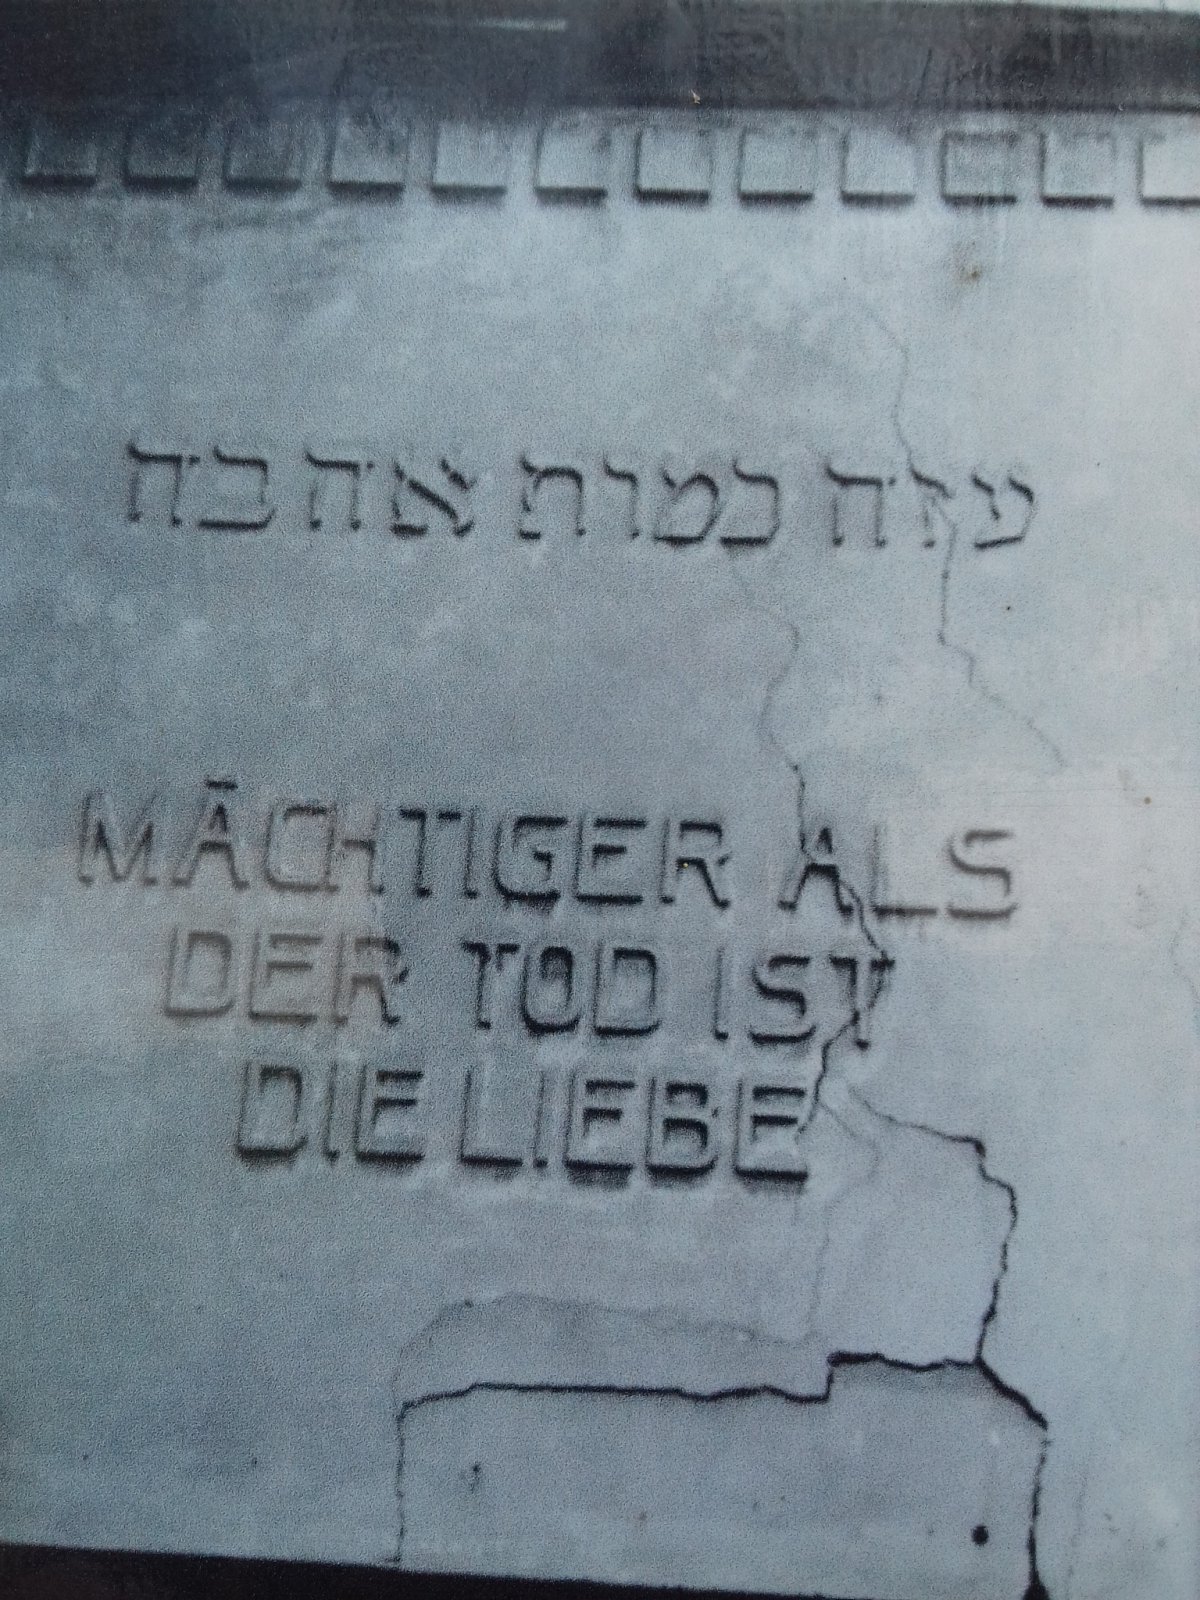 עזה כמות אהבה
MÄCHTIGER ALS
DER TOD IST
DIE LIEBE